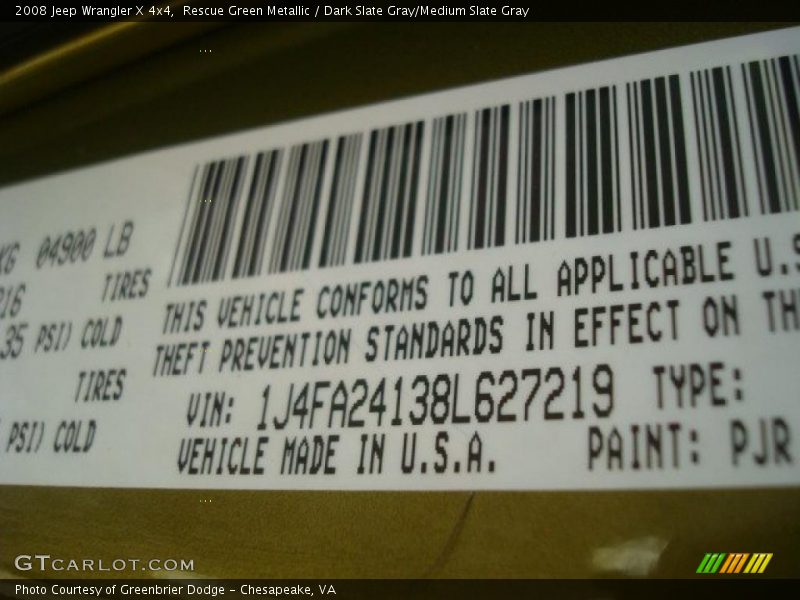 2008 Jeep Wrangler X 4x4,  Rescue Green Metallic / Dark Slate Gray/Medium Slate Gray
KG 04900 LB
TIRES
35 PSI) COLD
TIRES
PSI) COLD
THIS VEHICLE CONFORMS TO ALL APPLICABLE U.S
THEFT PREVENTION STANDARDS IN EFFECT ON TH
VIN: 1J4FA24138L627219 TYPE:
VEHICLE MADE IN U.S.A. PAINT: PJR
GTCARLOT.COM
Photo Courtesy of Greenbrier Dodge - Chesapeake, VA